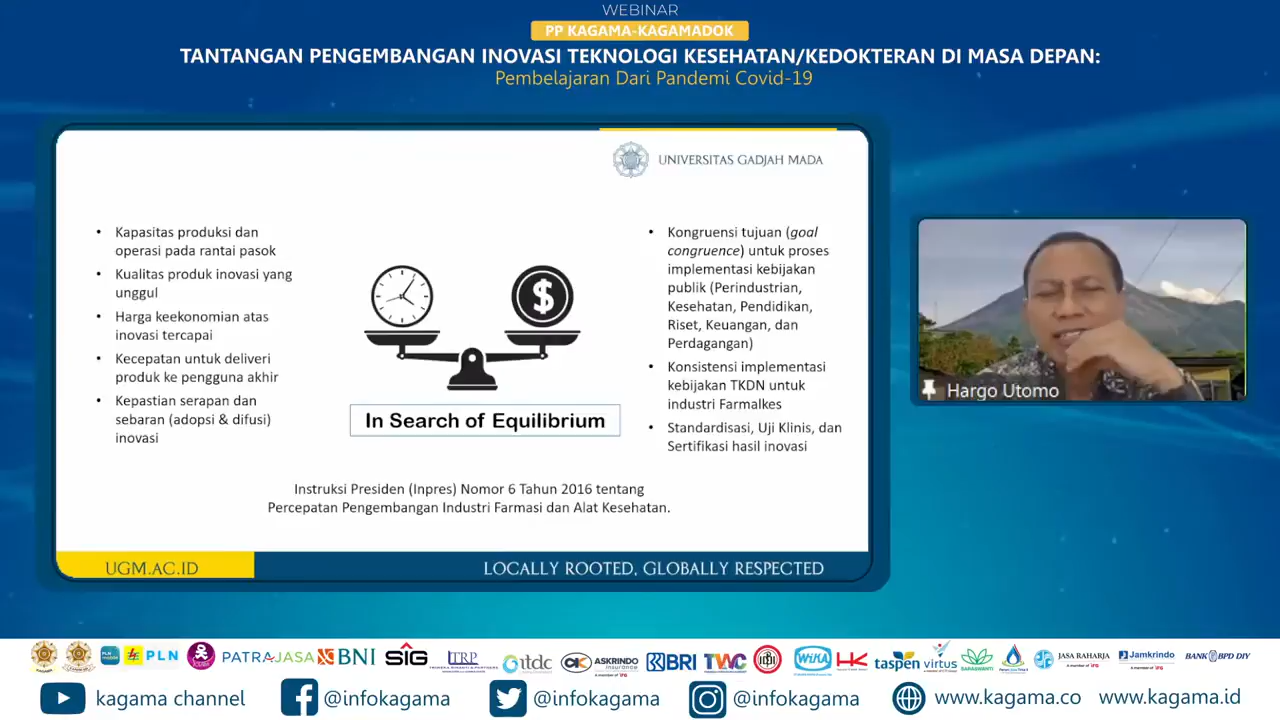 WEBINAR
PP KAGAMA-KAGAMADOK
TANTANGAN PENGEMBANGAN INOVASI TEKNOLOGI KESEHATAN/KEDOKTERAN DI MASA DEPAN:
Pembelajaran Dari Pandemi Covid-19
UNIVERSITAS GADJAH MADA
• Kapasitas produksi dan
operasi pada rantai pasok
• Kualitas produk inovasi yang
unggul
• Harga keekonomian atas
inovasi tercapai
• Kecepatan untuk deliveri
produk ke pengguna akhir
• Kepastian serapan dan
sebaran (adopsi & difusi)
inovasi
$
In Search of Equilibrium
• Kongruensi tujuan (goal
congruence) untuk proses
implementasi kebijakan
publik (Perindustrian,
Kesehatan, Pendidikan,
Riset, Keuangan, dan
Perdagangan)
• Konsistensi implementasi
kebijakan TKDN untuk
industri Farmalkes
• Standardisasi, Uji Klinis, dan
Sertifikasi hasil inovasi
Instruksi Presiden (Inpres) Nomor 6 Tahun 2016 tentang
Percepatan Pengembangan Industri Farmasi dan Alat Kesehatan.
UGM.AC.ID
LOCALLY ROOTED, GLOBALLY RESPECTED
Hargo Utomo
PLN PATRA JASA BNI SIG TRP itdc AK ASKRINDO insurance BRI TWC WIKA HK taspen virtus SARASWANTI JASA RAHARJA Jamkrindo BANK BPD DIY
kagama channel @infokagama @infokagama @infokagama www.kagama.co www.kagama.id